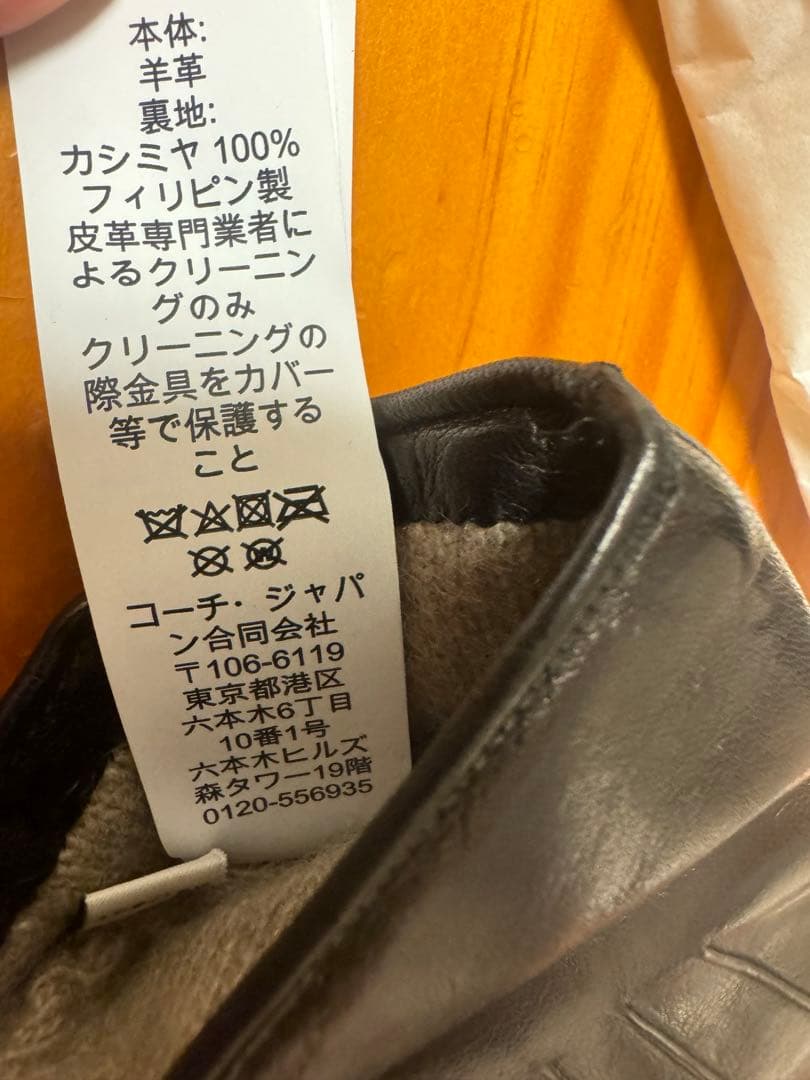 本体:
羊革
裏地:
カシミヤ 100%
フィリピン製
皮革専門業者に
よるクリーニン
グのみ
クリーニングの
際金具をカバー
等で保護する
こと
W
コーチ・ジャパ
ン合同会社
〒106-6119
東京都港区
六本木6丁目
10番1号
六本木ヒルズ
森タワー19階
0120-556935